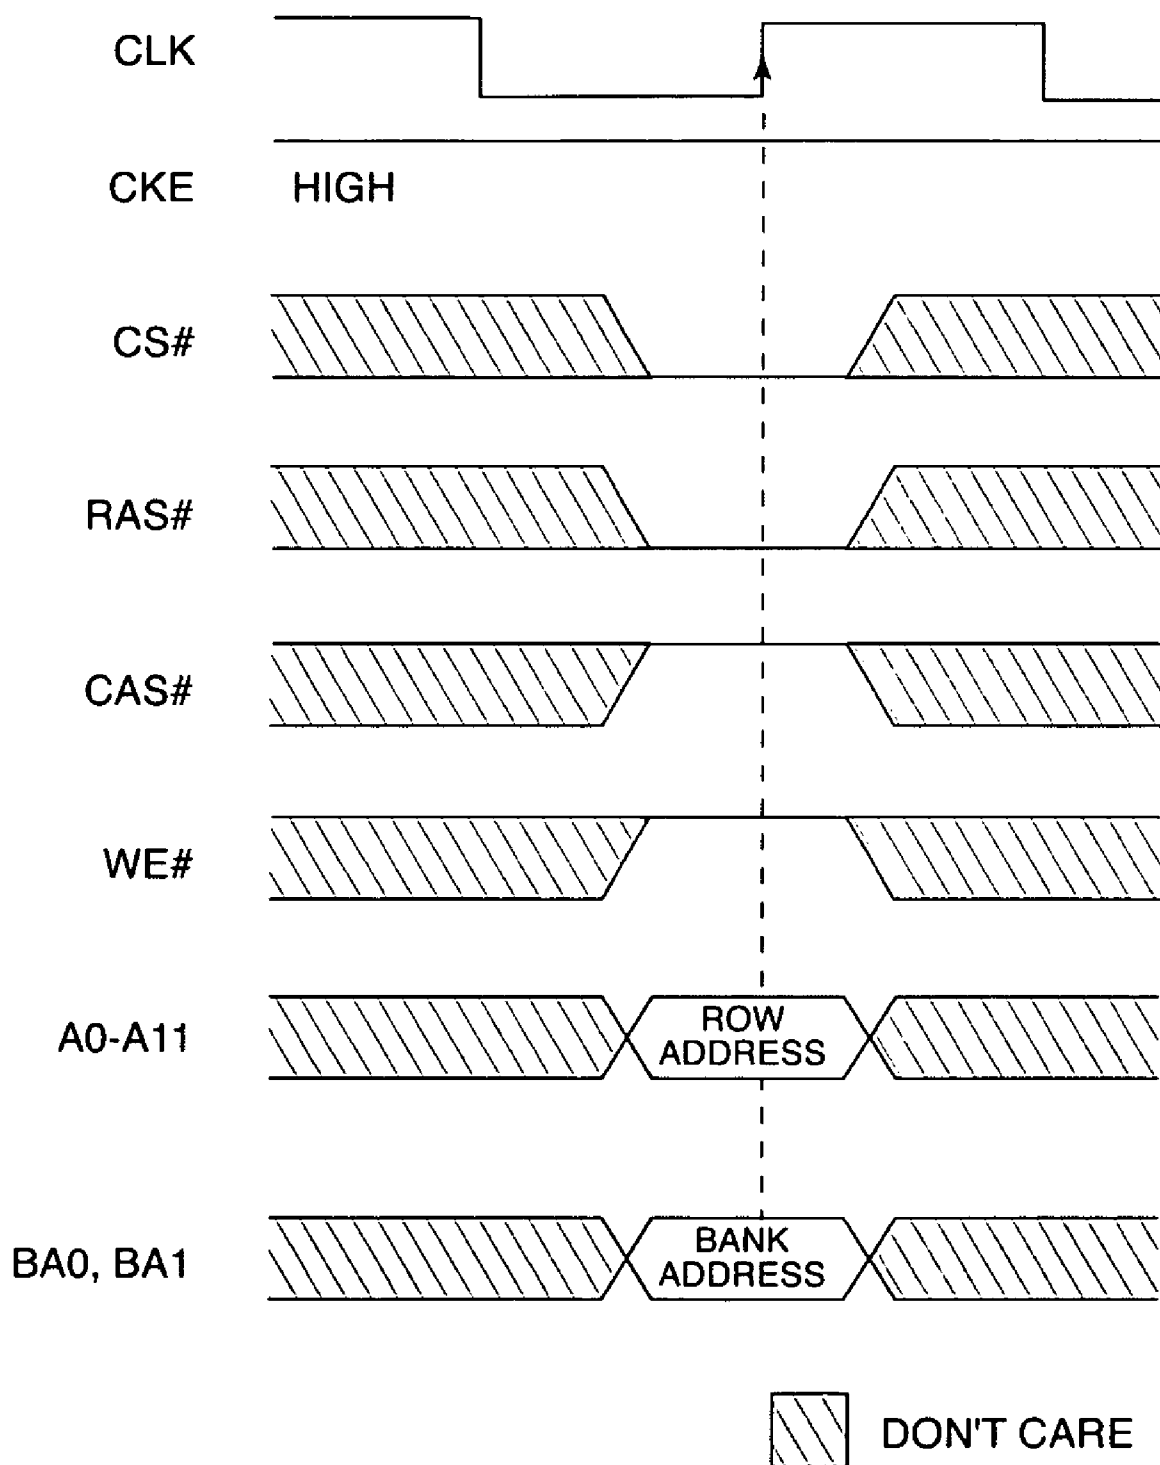 CLK
CKE HIGH
CS#
RAS#
CAS#
WE#
A0-A11
ROW
ADDRESS
BA0, BA1
BANK
ADDRESS
DON'T CARE